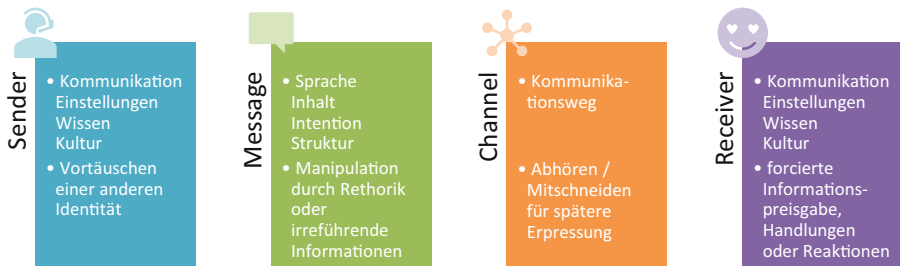 Sender
• Kommunikation
Einstellungen
Wissen
Kultur
• Vortäuschen
einer anderen
Identität
Message
• Sprache
Inhalt
Intention
Struktur
• Manipulation
durch Rethorik
oder
irreführende
Informationen
Channel
• Kommunika-
tionsweg
• Abhören /
Mitschneiden
für spätere
Erpressung
Receiver
• Kommunikation
Einstellungen
Wissen
Kultur
• forcierte
Informations-
preisgabe,
Handlungen
oder Reaktionen